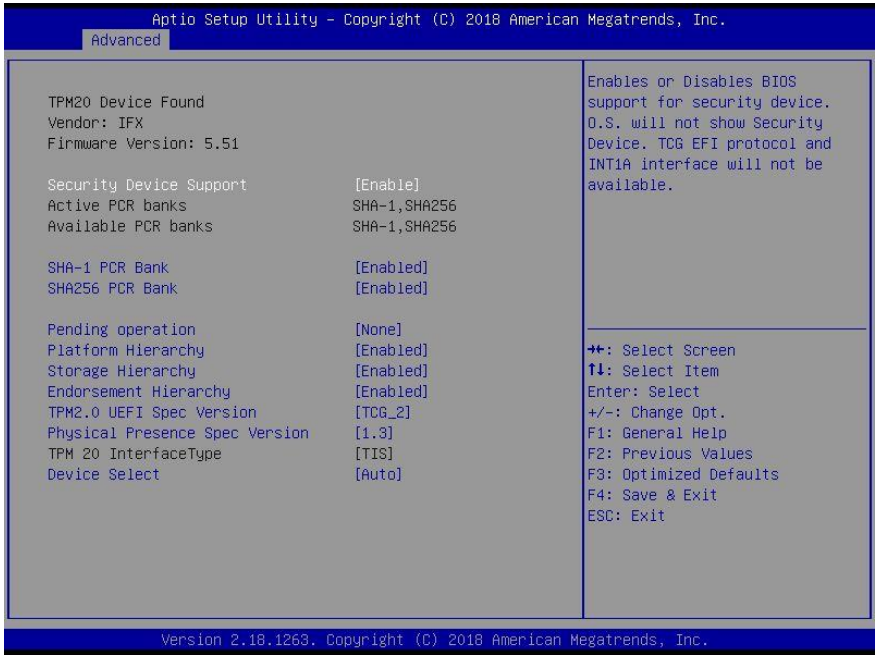 Aptio Setup Utility – Copyright (C) 2018 American Megatrends, Inc.
Advanced
TPM20 Device Found
Vendor: IFX
Firmware Version: 5.51
Security Device Support [Enable]
Active PCR banks SHA-1,SHA256
Available PCR banks SHA-1,SHA256
SHA-1 PCR Bank [Enabled]
SHA256 PCR Bank [Enabled]
Pending operation [None]
Platform Hierarchy [Enabled]
Storage Hierarchy [Enabled]
Endorsement Hierarchy [Enabled]
TPM2.0 UEFI Spec Version [TCG_2]
Physical Presence Spec Version [1.3]
TPM 20 InterfaceType [TIS]
Device Select [Auto]
Enables or Disables BIOS
support for security device.
O.S. will not show Security
Device. TCG EFI protocol and
INT1A interface will not be
available.
→←: Select Screen
↑↓: Select Item
Enter: Select
+/-: Change Opt.
F1: General Help
F2: Previous Values
F3: Optimized Defaults
F4: Save & Exit
ESC: Exit
Version 2.18.1263. Copyright (C) 2018 American Megatrends, Inc.